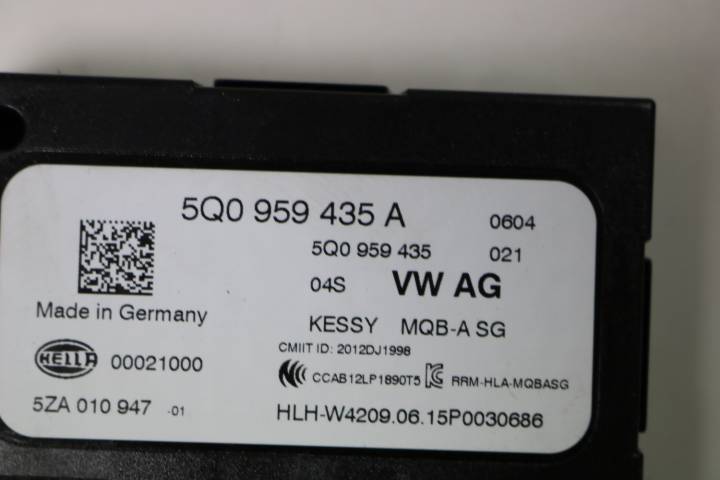 5Q0 959 435 A 0604
5Q0 959 435 021
04S VW AG
Made in Germany
KESSY MQB-A SG
CMIIT ID: 2012DJ1998
HELLA 00021000
CCAB12LP1890T5 RRM-HLA-MQBASG
5ZA 010 947 -01
HLH-W4209.06.15P0030686